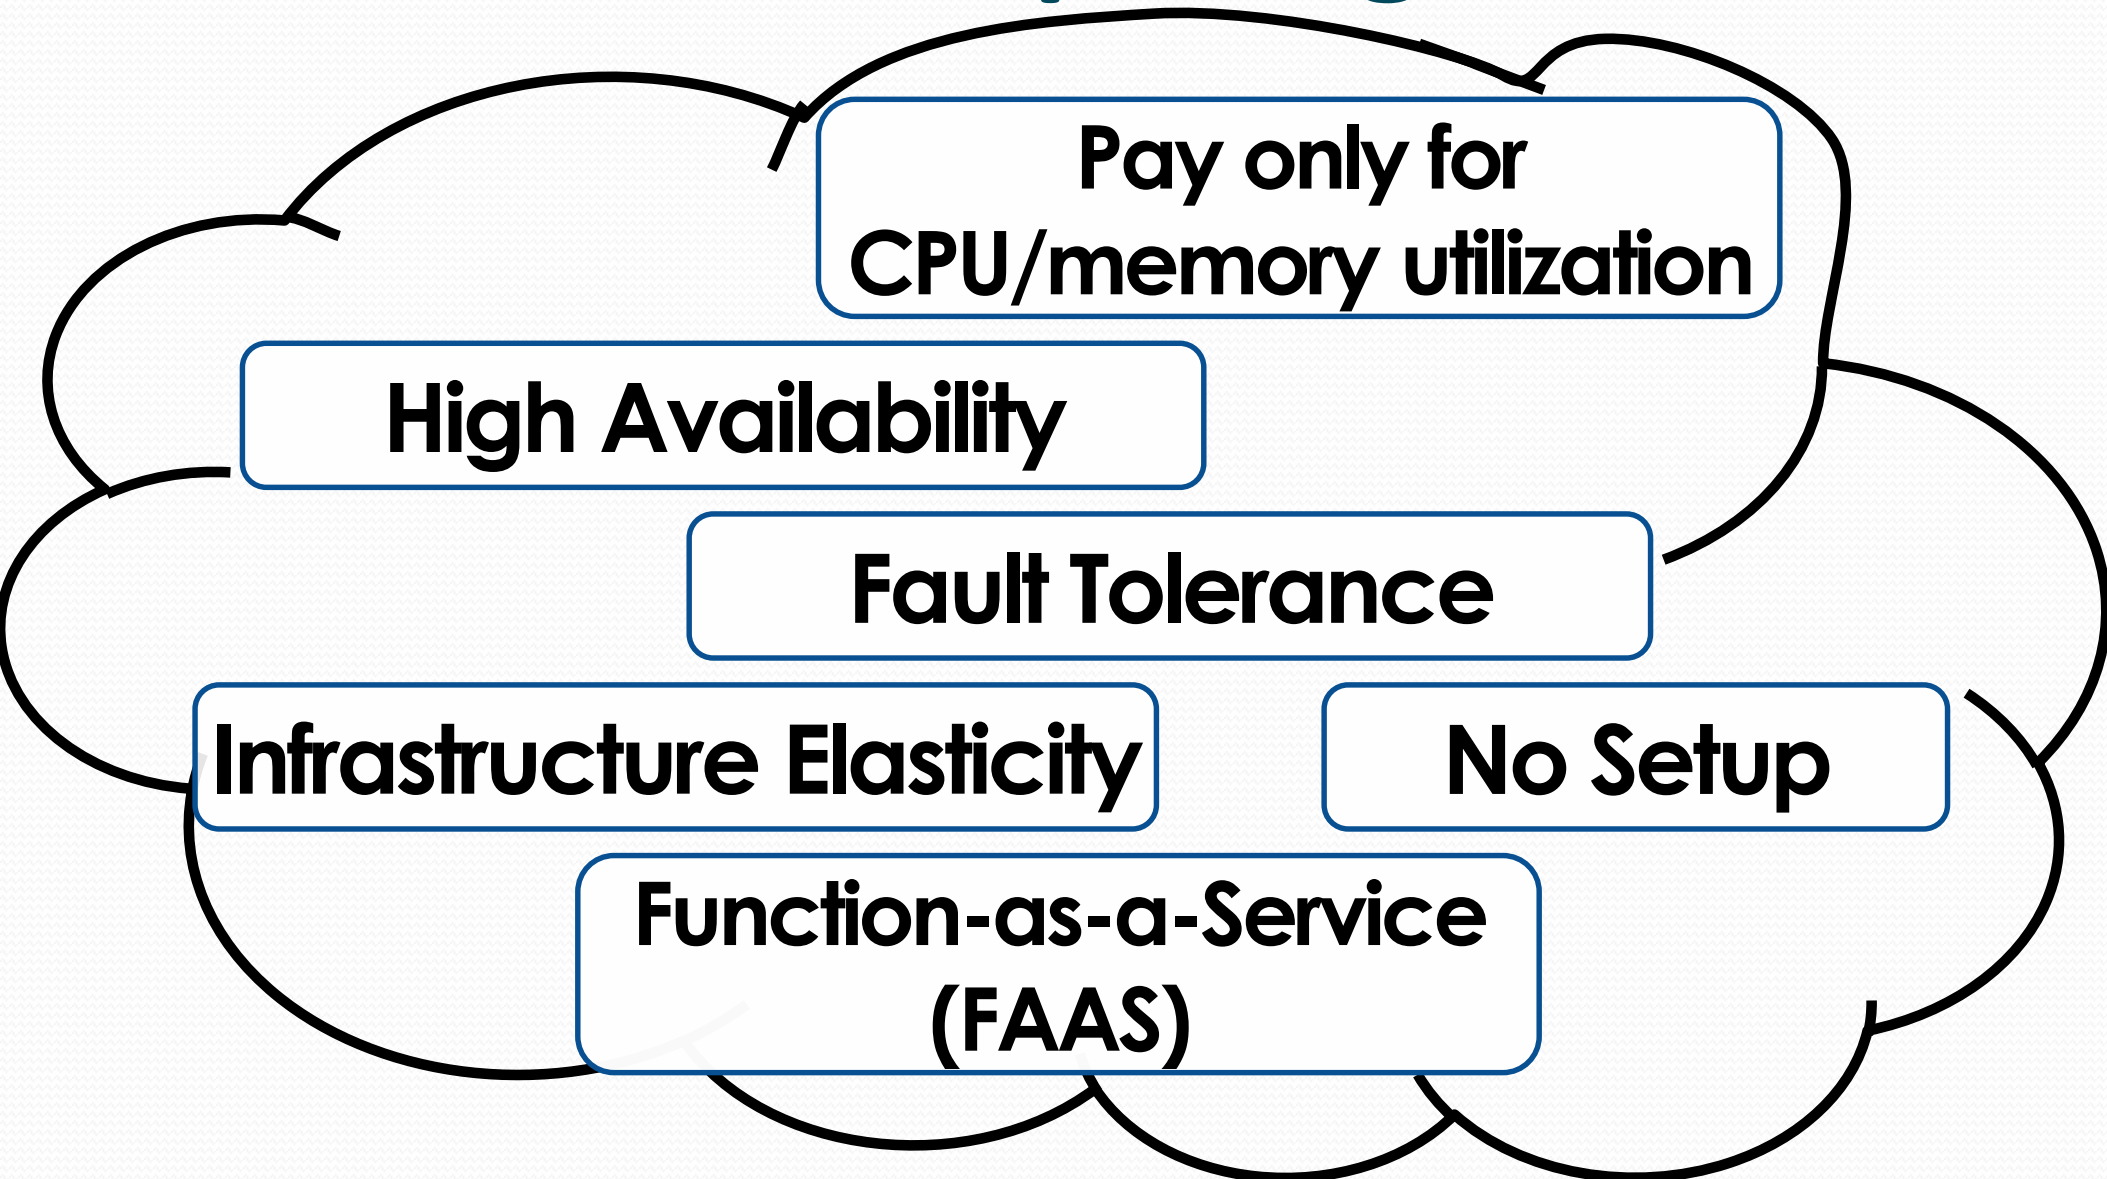 Pay only for
CPU/memory utilization
High Availability
Fault Tolerance
Infrastructure Elasticity
No Setup
Function-as-a-Service
(FAAS)